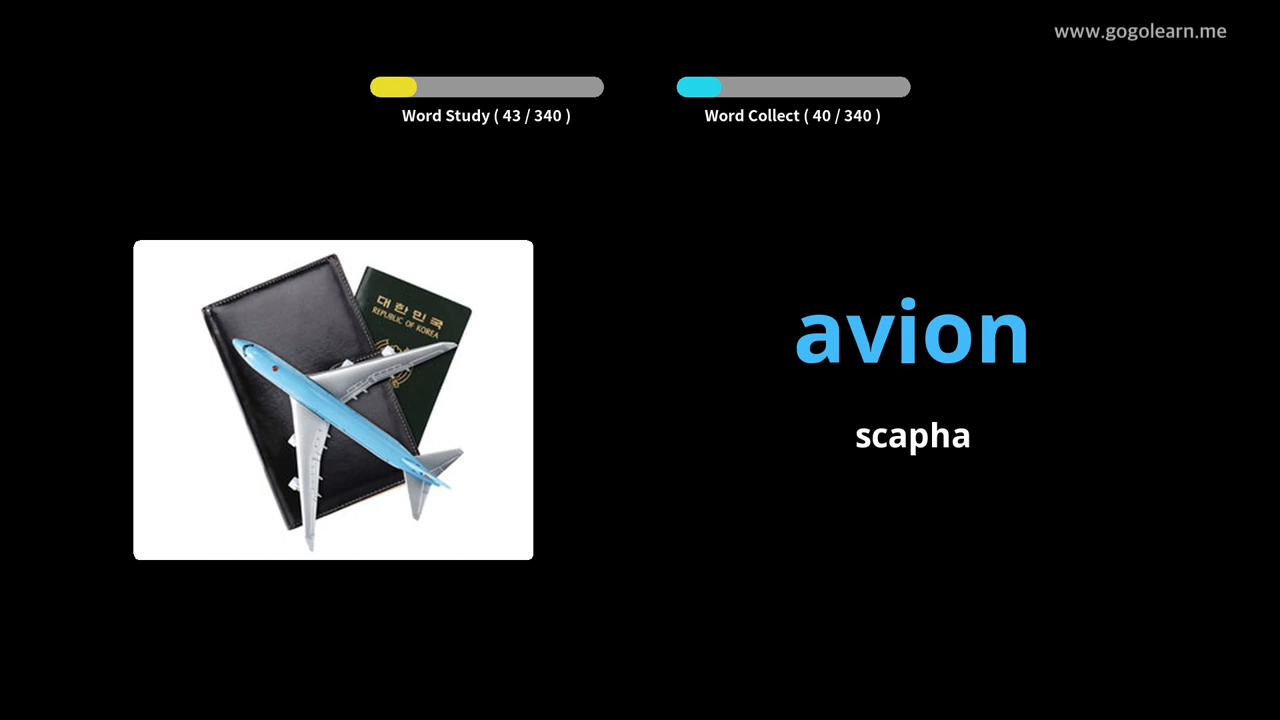 www.gogolearn.me
Word Study ( 43 / 340 )
Word Collect ( 40 / 340 )
대한민국
REPUBLIC OF KOREA
avion
scapha